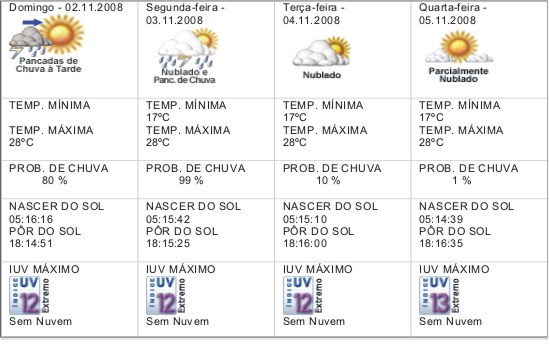 Domingo - 02.11.2008
Pancadas de
Chuva à Tarde
TEMP. MÍNIMA
TEMP. MÁXIMA
28ºC
PROB. DE CHUVA
80 %
NASCER DO SOL
05:16:16
PÔR DO SOL
18:14:51
IUV MÁXIMO
ÍNDICE
UV
12
Extremo
Sem Nuvem
Segunda-feira -
03.11.2008
Nublado e
Panc. de Chuva
TEMP. MÍNIMA
17ºC
TEMP. MÁXIMA
28ºC
PROB. DE CHUVA
99 %
NASCER DO SOL
05:15:42
PÔR DO SOL
18:15:25
IUV MÁXIMO
ÍNDICE
UV
12
Extremo
Sem Nuvem
Terça-feira -
04.11.2008
Nublado
TEMP. MÍNIMA
17ºC
TEMP. MÁXIMA
28ºC
PROB. DE CHUVA
10 %
NASCER DO SOL
05:15:10
PÔR DO SOL
18:16:00
IUV MÁXIMO
ÍNDICE
UV
12
Extremo
Sem Nuvem
Quarta-feira -
05.11.2008
Parcialmente
Nublado
TEMP. MÍNIMA
17ºC
TEMP. MÁXIMA
28ºC
PROB. DE CHUVA
1 %
NASCER DO SOL
05:14:39
PÔR DO SOL
18:16:35
IUV MÁXIMO
ÍNDICE
UV
13
Extremo
Sem Nuvem